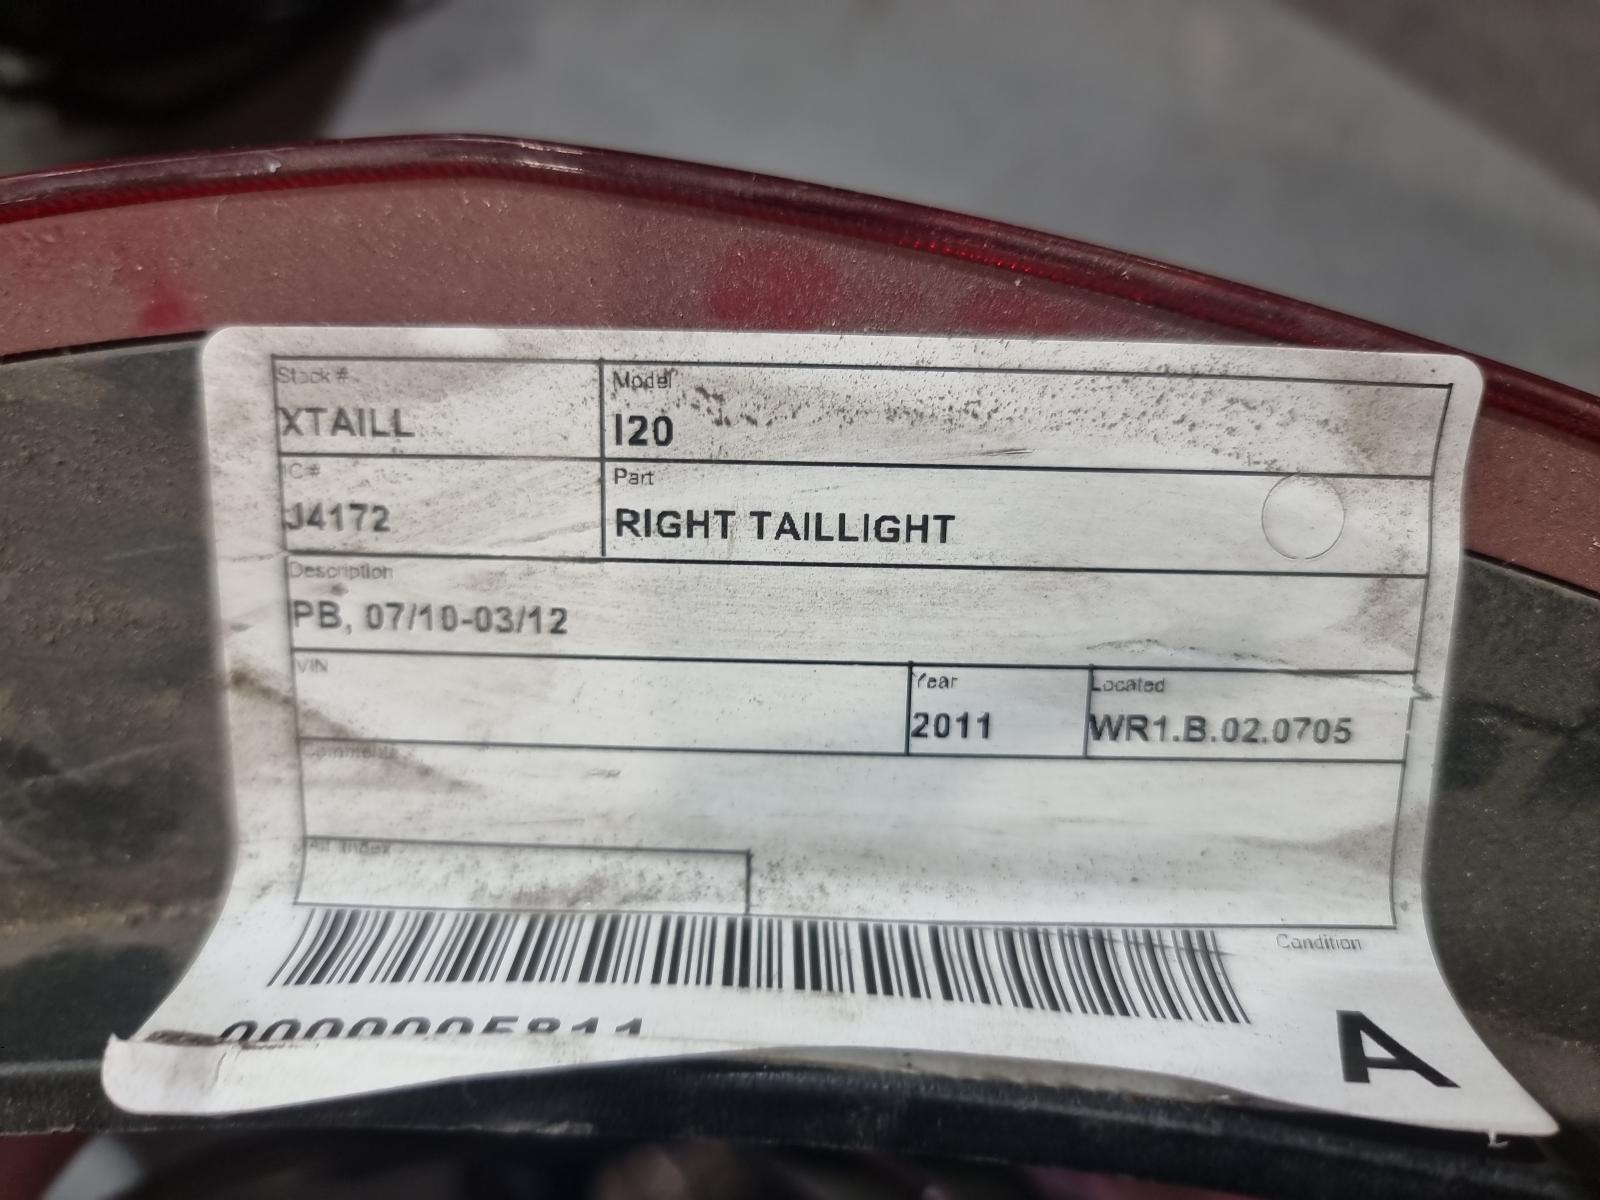 Stock #
XTAILL
Model
I20
IC#
J4172
Part
RIGHT TAILLIGHT
Description
PB, 07/10-03/12
VIN
Year
2011
Located
WR1.B.02.0705
Comments
Condition
A